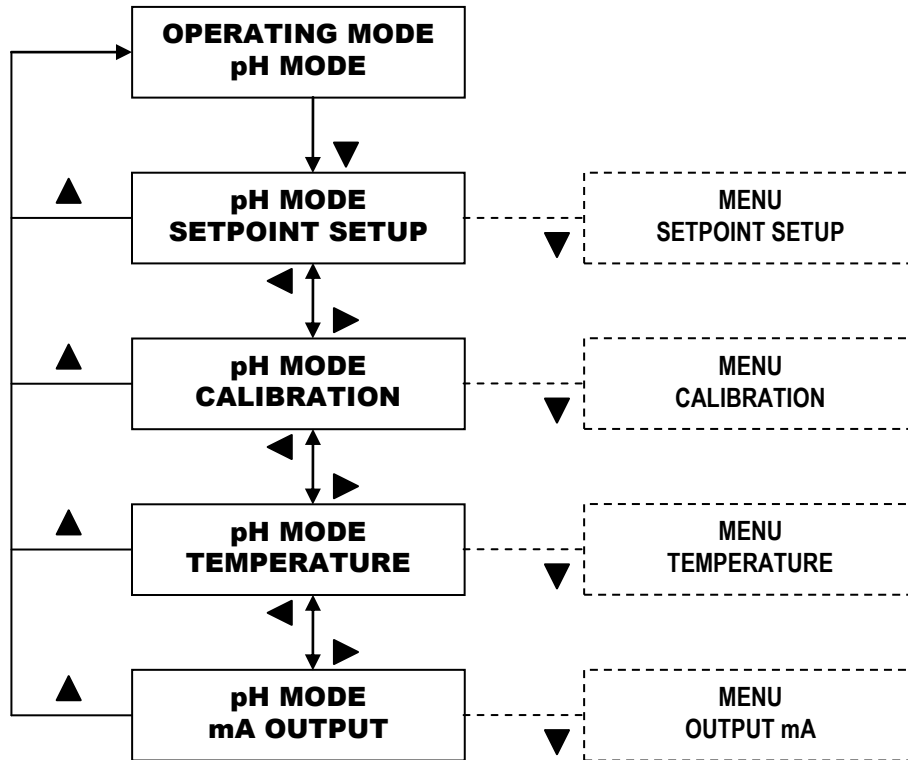 OPERATING MODE
pH MODE
pH MODE
SETPOINT SETUP
MENU
SETPOINT SETUP
pH MODE
CALIBRATION
MENU
CALIBRATION
pH MODE
TEMPERATURE
MENU
TEMPERATURE
pH MODE
mA OUTPUT
MENU
OUTPUT mA